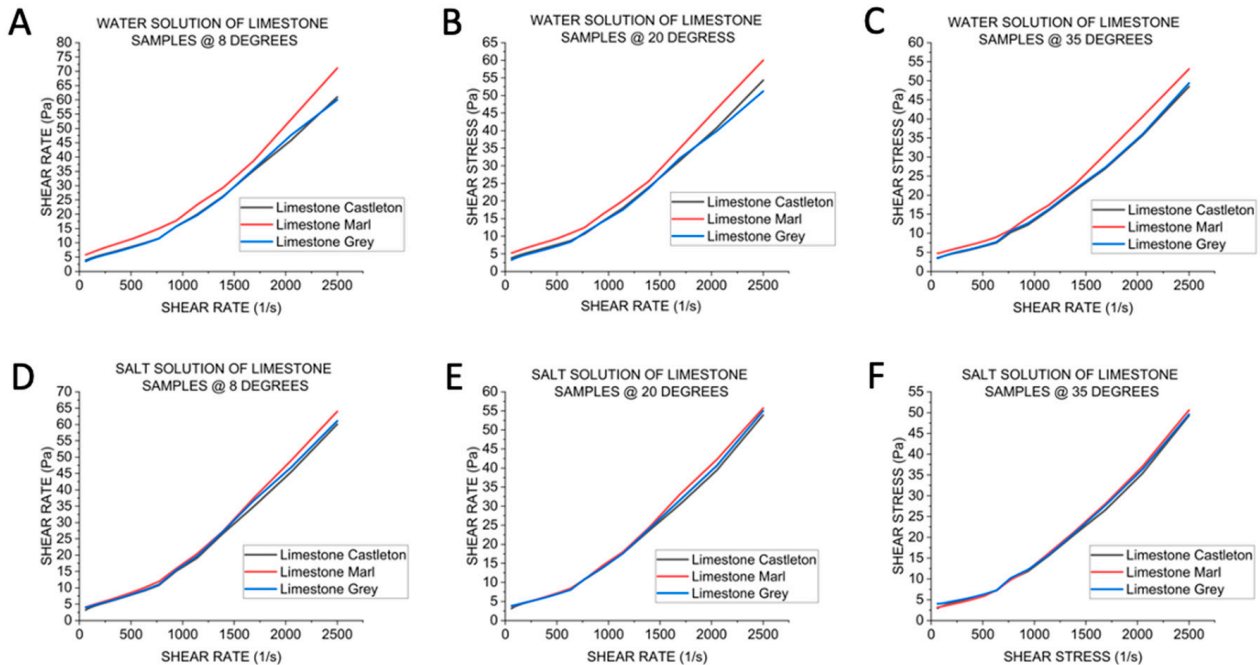 A
WATER SOLUTION OF LIMESTONE
SAMPLES @ 8 DEGREES
SHEAR RATE (Pa)
80
75
70
65
60
55
50
45
40
35
30
25
20
15
10
5
0
Limestone Castleton
Limestone Marl
Limestone Grey
0 500 1000 1500 2000 2500
SHEAR RATE (1/s)
B
WATER SOLUTION OF LIMESTONE
SAMPLES @ 20 DEGRESS
SHEAR STRESS (Pa)
65
60
55
50
45
40
35
30
25
20
15
10
5
0
Limestone Castleton
Limestone Marl
Limestone Grey
0 500 1000 1500 2000 2500
SHEAR RATE (1/s)
C
WATER SOLUTION OF LIMESTONE
SAMPLES @ 35 DEGREES
SHEAR STRESS (Pa)
60
55
50
45
40
35
30
25
20
15
10
5
0
Limestone Castleton
Limestone Marl
Limestone Grey
0 500 1000 1500 2000 2500
SHEAR RATE (1/s)
D
SALT SOLUTION OF LIMESTONE
SAMPLES @ 8 DEGREES
SHEAR RATE (Pa)
70
65
60
55
50
45
40
35
30
25
20
15
10
5
0
Limestone Castleton
Limestone Marl
Limestone Grey
0 500 1000 1500 2000 2500
SHEAR RATE (1/s)
E
SALT SOLUTION OF LIMESTONE
SAMPLES @ 20 DEGREES
SHEAR RATE (Pa)
60
55
50
45
40
35
30
25
20
15
10
5
0
Limestone Castleton
Limestone Marl
Limestone Grey
0 500 1000 1500 2000 2500
SHEAR RATE (1/s)
F
SALT SOLUTION OF LIMESTONE
SAMPLES @ 35 DEGREES
SHEAR STRESS (Pa)
55
50
45
40
35
30
25
20
15
10
5
0
Limestone Castleton
Limestone Marl
Limestone Grey
0 500 1000 1500 2000 2500
SHEAR STRESS (1/s)